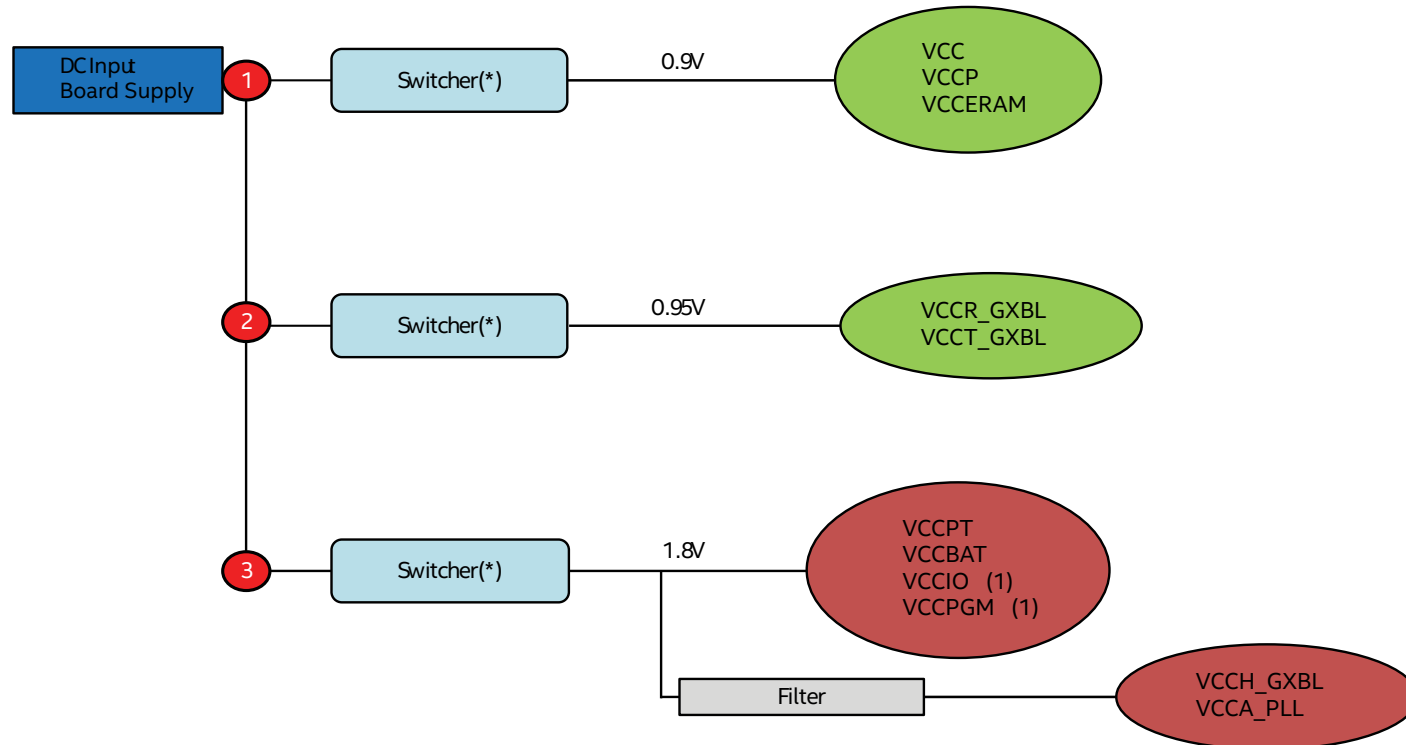 DC Input
Board Supply
1
Switcher(*)
0.9V
VCC
VCCP
VCCERAM
2
Switcher(*)
0.95V
VCCR_GXBL
VCCT_GXBL
3
Switcher(*)
1.8V
VCCPT
VCCBAT
VCCIO (1)
VCCPGM (1)
Filter
VCCH_GXBL
VCCA_PLL